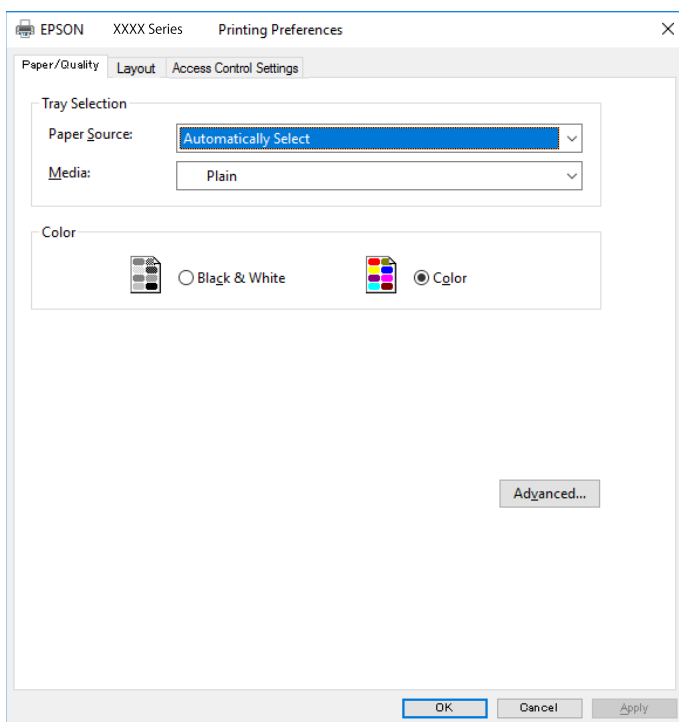 EPSON XXXX Series Printing Preferences
Paper/Quality Layout Access Control Settings
Tray Selection
Paper Source: Automatically Select
Media: Plain
Color
Black & White Color
Advanced...
OK Cancel Apply